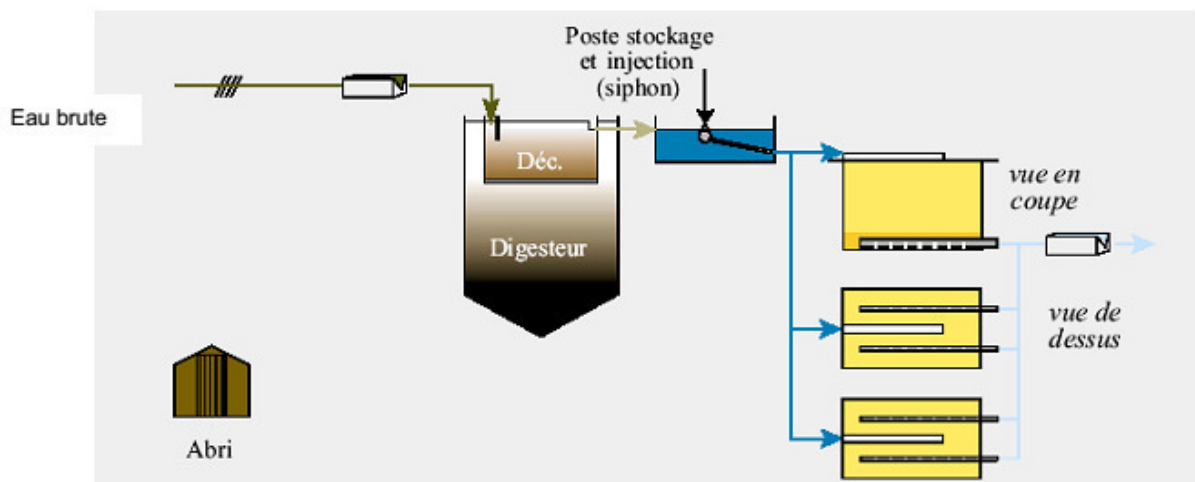 Poste stockage
et injection
(siphon)
Eau brute
Déc.
Digesteur
vue en
coupe
vue de
dessus
Abri